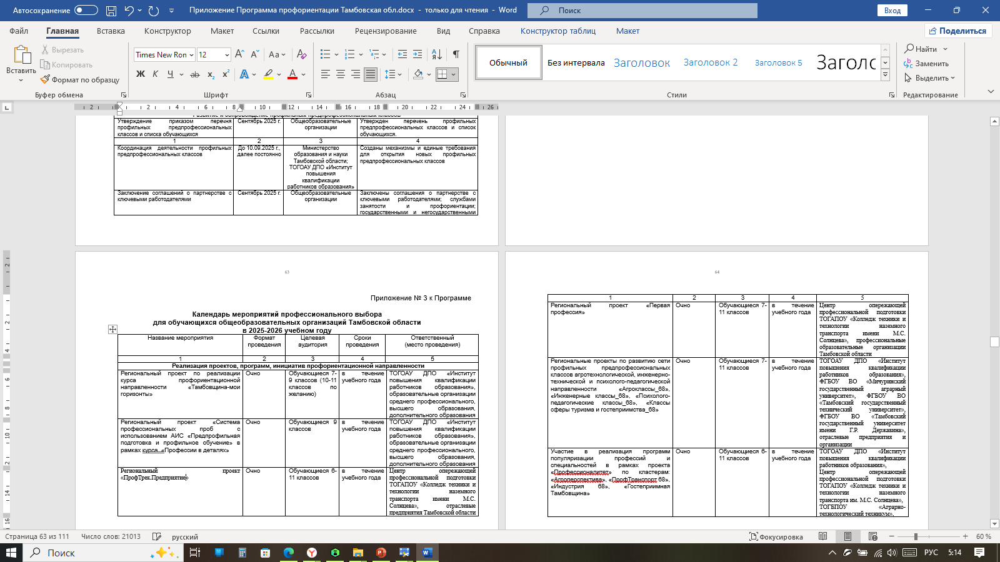 Автосохранение
Приложение Программа профориентации Тамбовская обл.docx - только для чтения - Word
Поиск
Вход
Файл Главная Вставка Конструктор Макет Ссылки Рассылки Рецензирование Вид Справка Конструктор таблиц Макет
Поделиться
Вставить
Вырезать
Копировать
Формат по образцу
Буфер обмена
Times New Ron 12
Шрифт
Абзац
Обычный Без интервала Заголовок Заголовок 2 Заголовок 5 Заголо
Стили
Найти
Заменить
Выделить
Редактирование
Развитие и сопровождение профильных предпрофессиональных классов
Утверждение приказом перечня профильных предпрофессиональных классов и списка обучающихся
Сентябрь 2025 г.
Общеобразовательные организации
Утвержден перечень профильных предпрофессиональных классов и список обучающихся.
1 2 3 4
Координация деятельности профильных предпрофессиональных классов
До 10.09.2025 г., далее постоянно
Министерство образования и науки Тамбовской области; ТОГОАУ ДПО «Институт повышения квалификации работников образования»
Созданы механизмы и единые требования для открытия новых профильных предпрофессиональных классов
Заключение соглашений о партнерстве с ключевыми работодателями
Сентябрь 2025 г.
Общеобразовательные организации
Заключены соглашения о партнерстве с ключевыми работодателями; службами занятости и профориентации; государственными и негосударственными
63
Приложение № 3 к Программе
Календарь мероприятий профессионального выбора
для обучающихся общеобразовательных организаций Тамбовской области
в 2025-2026 учебном году
Название мероприятия
Формат проведения
Целевая аудитория
Сроки проведения
Ответственный (место проведения)
1 2 3 4 5
Реализация проектов, программ, инициатив профориентационной направленности
Региональный проект по реализации курса профориентационной направленности «Тамбовщина-мои горизонты»
Очно
Обучающиеся 7-9 классов (10-11 классов по желанию)
в течение учебного года
ТОГОАУ ДПО «Институт повышения квалификации работников образования», образовательные организации среднего профессионального, высшего образования, дополнительного образования
Региональный проект «Система профессиональных проб с использованием АИС «Предпрофильная подготовка и профильное обучение» в рамках курса «Профессии в деталях»
Очно
Обучающиеся 9 классов
в течение учебного года
ТОГОАУ ДПО «Институт повышения квалификации работников образования», образовательные организации среднего профессионального, высшего образования, дополнительного образования
Региональный проект «ПрофТрек.Предприятие»
Очно
Обучающиеся 6-11 классов
в течение учебного года
Центр опережающей профессиональной подготовки ТОГАПОУ «Колледж техники и технологии наземного транспорта имени М.С. Солнцева», отраслевые предприятия Тамбовской области
64
1 2 3 4 5
Региональный проект «Первая профессия»
Очно
Обучающиеся 7-11 классов
в течение учебного года
Центр опережающей профессиональной подготовки ТОГАПОУ «Колледж техники и технологии наземного транспорта имени М.С. Солнцева», профессиональные образовательные организации Тамбовской области
Региональные проекты по развитию сети профильных предпрофессиональных классов агротехнологической, инженерно-технической и психолого-педагогической направленности «Агроклассы_68», «Инженерные классы_68», «Психолого-педагогические классы_68», «Классы сферы туризма и гостеприимства_68»
Очно
Обучающиеся 7-11 классов
в течение учебного года
ТОГОАУ ДПО «Институт повышения квалификации работников образования», ФГБОУ ВО «Мичуринский государственный аграрный университет», ФГБОУ ВО «Тамбовский государственный технический университет», ФГБОУ ВО «Тамбовский государственный университет имени Г.Р. Державина», отраслевые предприятия и организации
Участие в реализация программ популяризации профессий и специальностей в рамках проекта «Профессионалитет» по кластерам: «Агроперспектива», «ПрофТранспорт 68», «Индустрия 68», «Гостеприимная Тамбовщина»
Очно
Обучающиеся 6-11 классов
в течение учебного года
ТОГОАУ ДПО «Институт повышения квалификации работников образования»,
Центр опережающей профессиональной подготовки ТОГАПОУ «Колледж техники и технологии наземного транспорта им. М.С. Солнцева»,
ТОГБПОУ «Аграрно-технологический техникум»,
Страница 63 из 111 Число слов: 21013 русский
Фокусировка
60 %
Поиск
РУС
5:14